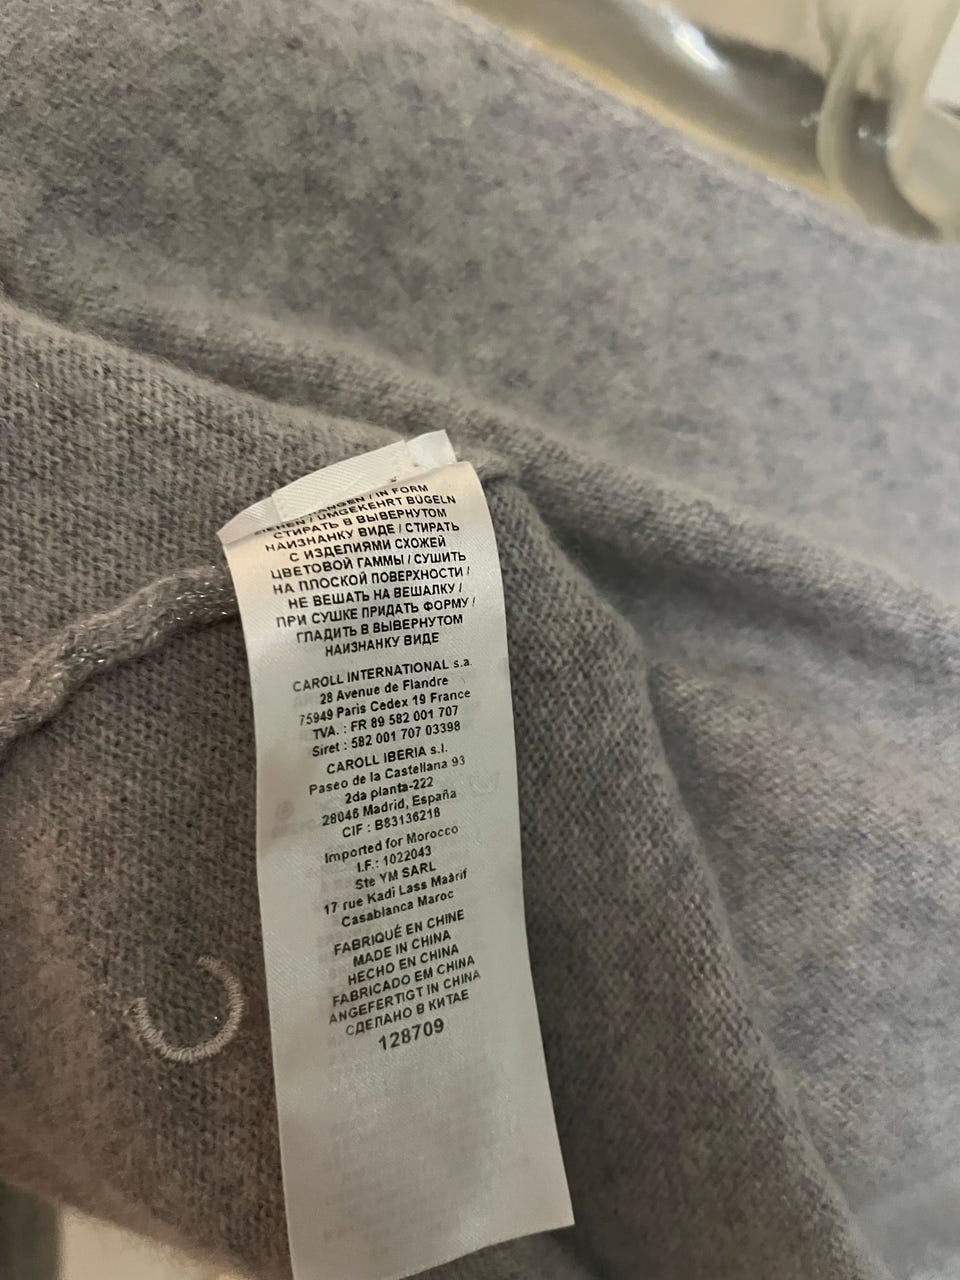 HÄNGEN / IN FORM
ZIEHEN / UMGEKEHRT BÜGELN
СТИРАТЬ В ВЫВЕРНУТОМ
НАИЗНАНКУ ВИДЕ / СТИРАТЬ
С ИЗДЕЛИЯМИ СХОЖЕЙ
ЦВЕТОВОЙ ГАММЫ / СУШИТЬ
НА ПЛОСКОЙ ПОВЕРХНОСТИ /
НЕ ВЕШАТЬ НА ВЕШАЛКУ /
ПРИ СУШКЕ ПРИДАТЬ ФОРМУ /
ГЛАДИТЬ В ВЫВЕРНУТОМ
НАИЗНАНКУ ВИДЕ
CAROLL INTERNATIONAL s.a.
28 Avenue de Flandre
75949 Paris Cedex 19 France
TVA. : FR 89 582 001 707
Siret : 582 001 707 03398
CAROLL IBERIA s.l.
Paseo de la Castellana 93
2da planta-222
28046 Madrid, España
CIF : B83136218
Imported for Morocco
I.F.: 1022043
Ste YM SARL
17 rue Kadi Lass Maârif
Casablanca Maroc
FABRIQUÉ EN CHINE
MADE IN CHINA
HECHO EN CHINA
FABRICADO EM CHINA
ANGEFERTIGT IN CHINA
СДЕЛАНО В КИТАЕ
128709